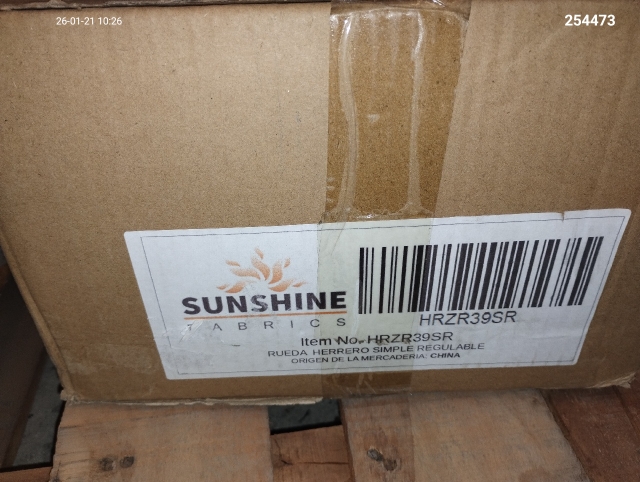 26-01-21 10:26
254473
SUNSHINE
FABRICS
HRZR39SR
Item No. HRZR39SR
RUEDA HERRERO SIMPLE REGULABLE
ORIGEN DE LA MERCADERIA: CHINA